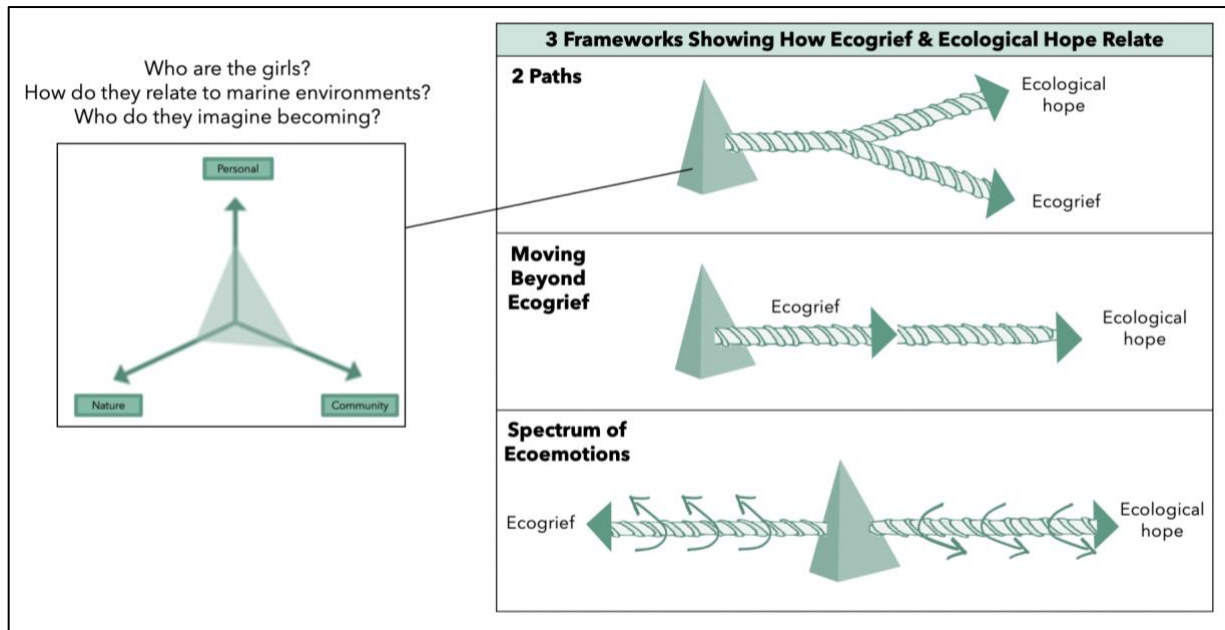 Who are the girls?
How do they relate to marine environments?
Who do they imagine becoming?
Personal
Nature
Community
3 Frameworks Showing How Ecogrief & Ecological Hope Relate
2 Paths
Ecological
hope
Ecogrief
Moving
Beyond
Ecogrief
Ecogrief
Ecological
hope
Spectrum of
Ecoemotions
Ecogrief
Ecological
hope